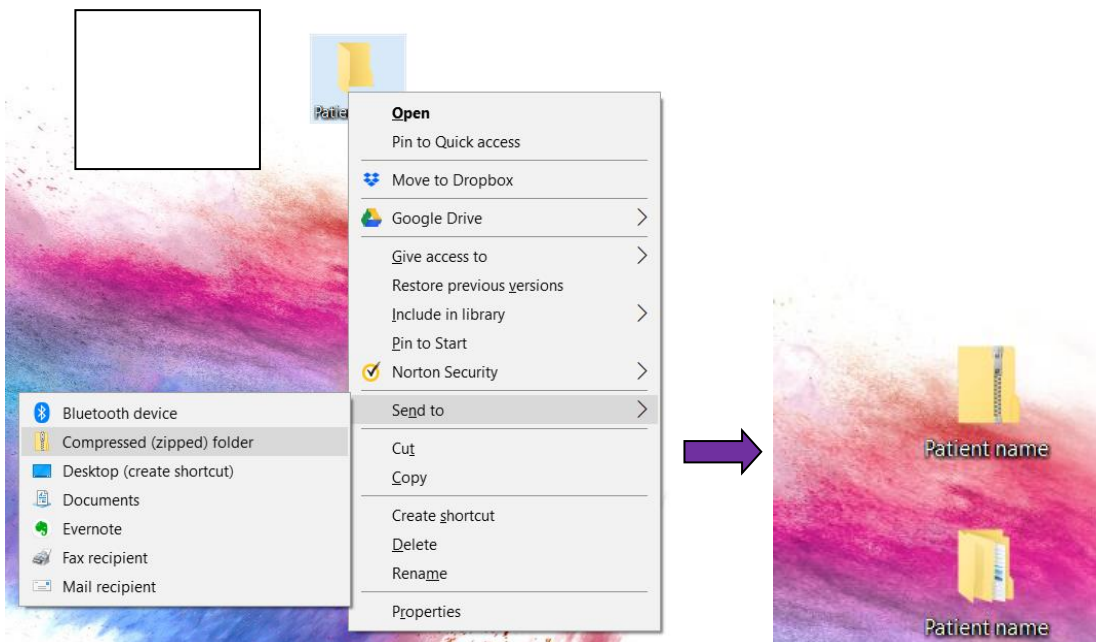 Open
Pin to Quick access
Move to Dropbox
Google Drive
Give access to
Restore previous versions
Include in library
Pin to Start
Norton Security
Send to
Cut
Copy
Create shortcut
Delete
Rename
Properties
Bluetooth device
Compressed (zipped) folder
Desktop (create shortcut)
Documents
Evernote
Fax recipient
Mail recipient
Patient name
Patient name